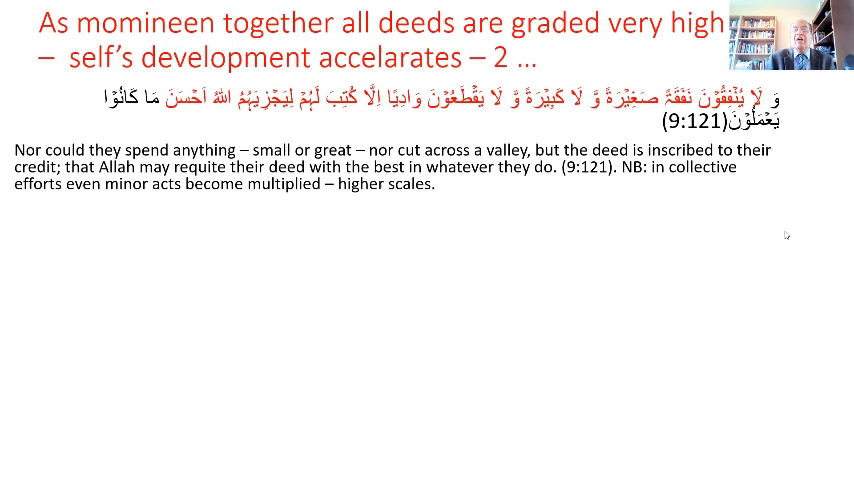 As momineen together all deeds are graded very high
– self's development accelarates – 2 …
وَ لَا يُنْفِقُوْنَ نَفَقَةً صَغِيْرَةً وَّ لَا كَبِيْرَةً وَّ لَا يَقْطَعُوْنَ وَادِيًا اِلَّا كُتِبَ لَهُمْ لِيَجْزِيَهُمُ اللّٰهُ اَحْسَنَ مَا كَانُوْا
يَعْمَلُوْنَ(9:121)
Nor could they spend anything – small or great – nor cut across a valley, but the deed is inscribed to their
credit; that Allah may requite their deed with the best in whatever they do. (9:121). NB: in collective
efforts even minor acts become multiplied – higher scales.